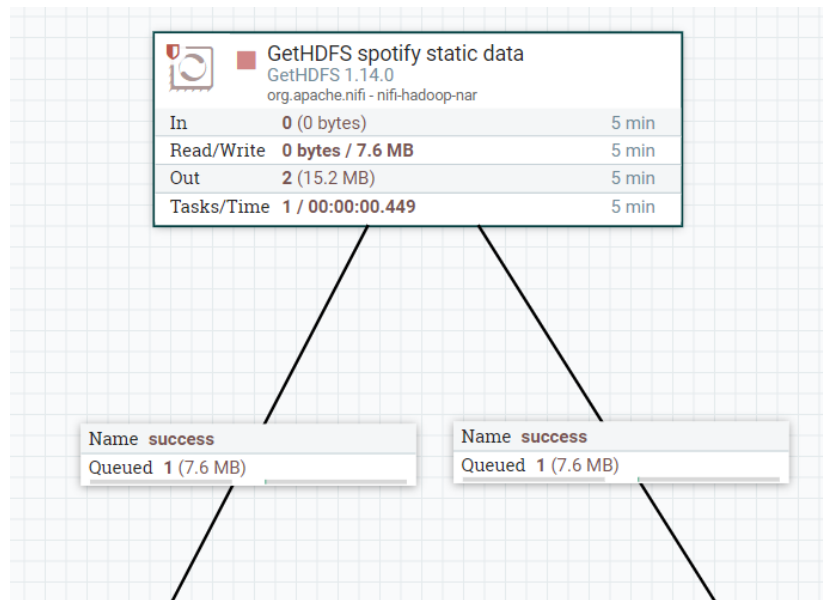 GetHDFS spotify static data
GetHDFS 1.14.0
org.apache.nifi - nifi-hadoop-nar
In 0 (0 bytes) 5 min
Read/Write 0 bytes / 7.6 MB 5 min
Out 2 (15.2 MB) 5 min
Tasks/Time 1 / 00:00:00.449 5 min
Name success
Queued 1 (7.6 MB)
Name success
Queued 1 (7.6 MB)